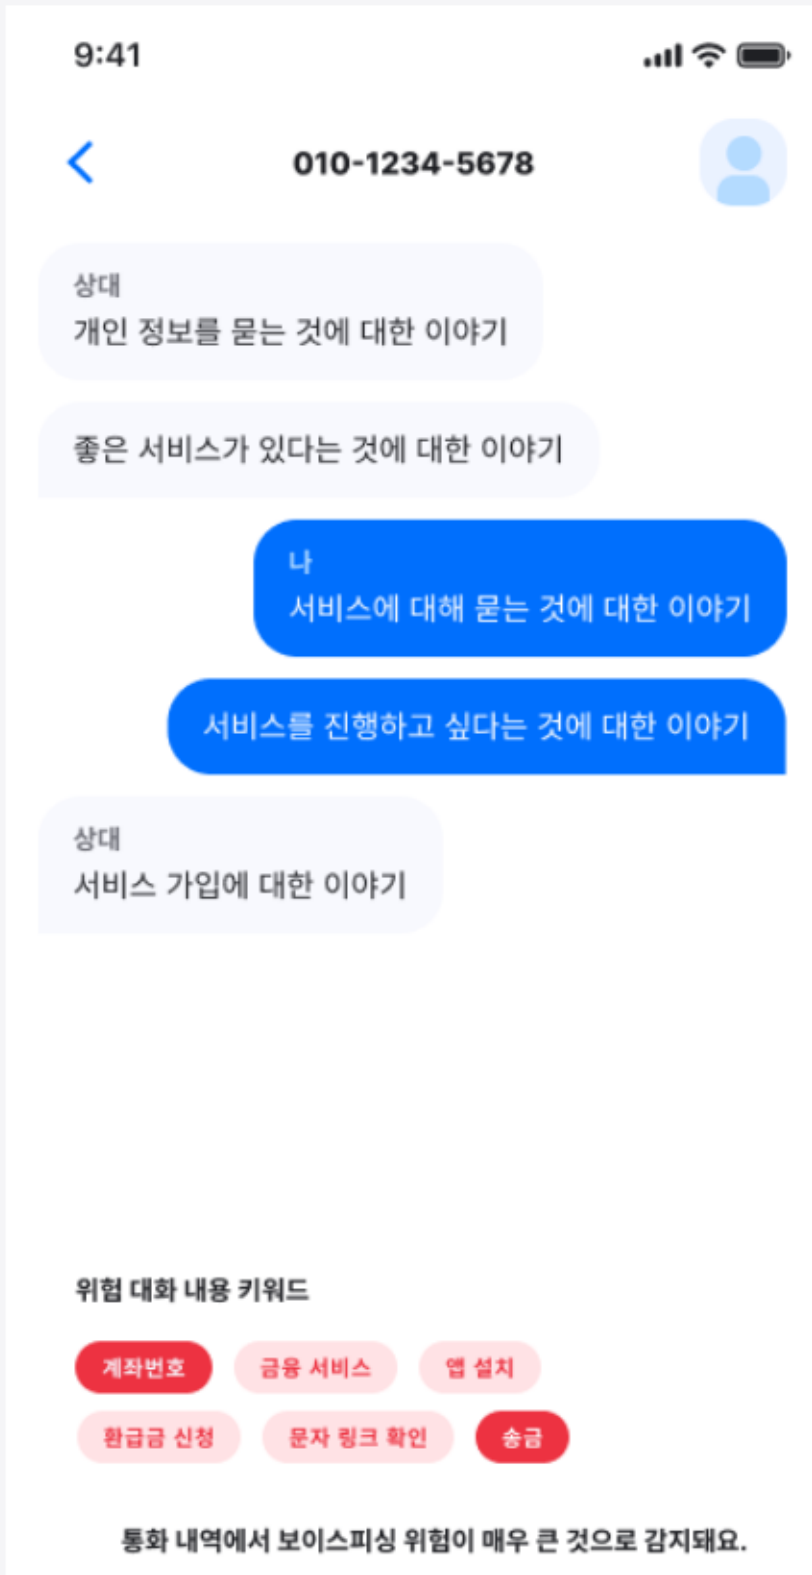 9:41
010-1234-5678
상대
개인 정보를 묻는 것에 대한 이야기
좋은 서비스가 있다는 것에 대한 이야기
나
서비스에 대해 묻는 것에 대한 이야기
서비스를 진행하고 싶다는 것에 대한 이야기
상대
서비스 가입에 대한 이야기
위험 대화 내용 키워드
계좌번호 금융 서비스 앱 설치
환급금 신청 문자 링크 확인 송금
통화 내역에서 보이스피싱 위험이 매우 큰 것으로 감지돼요.